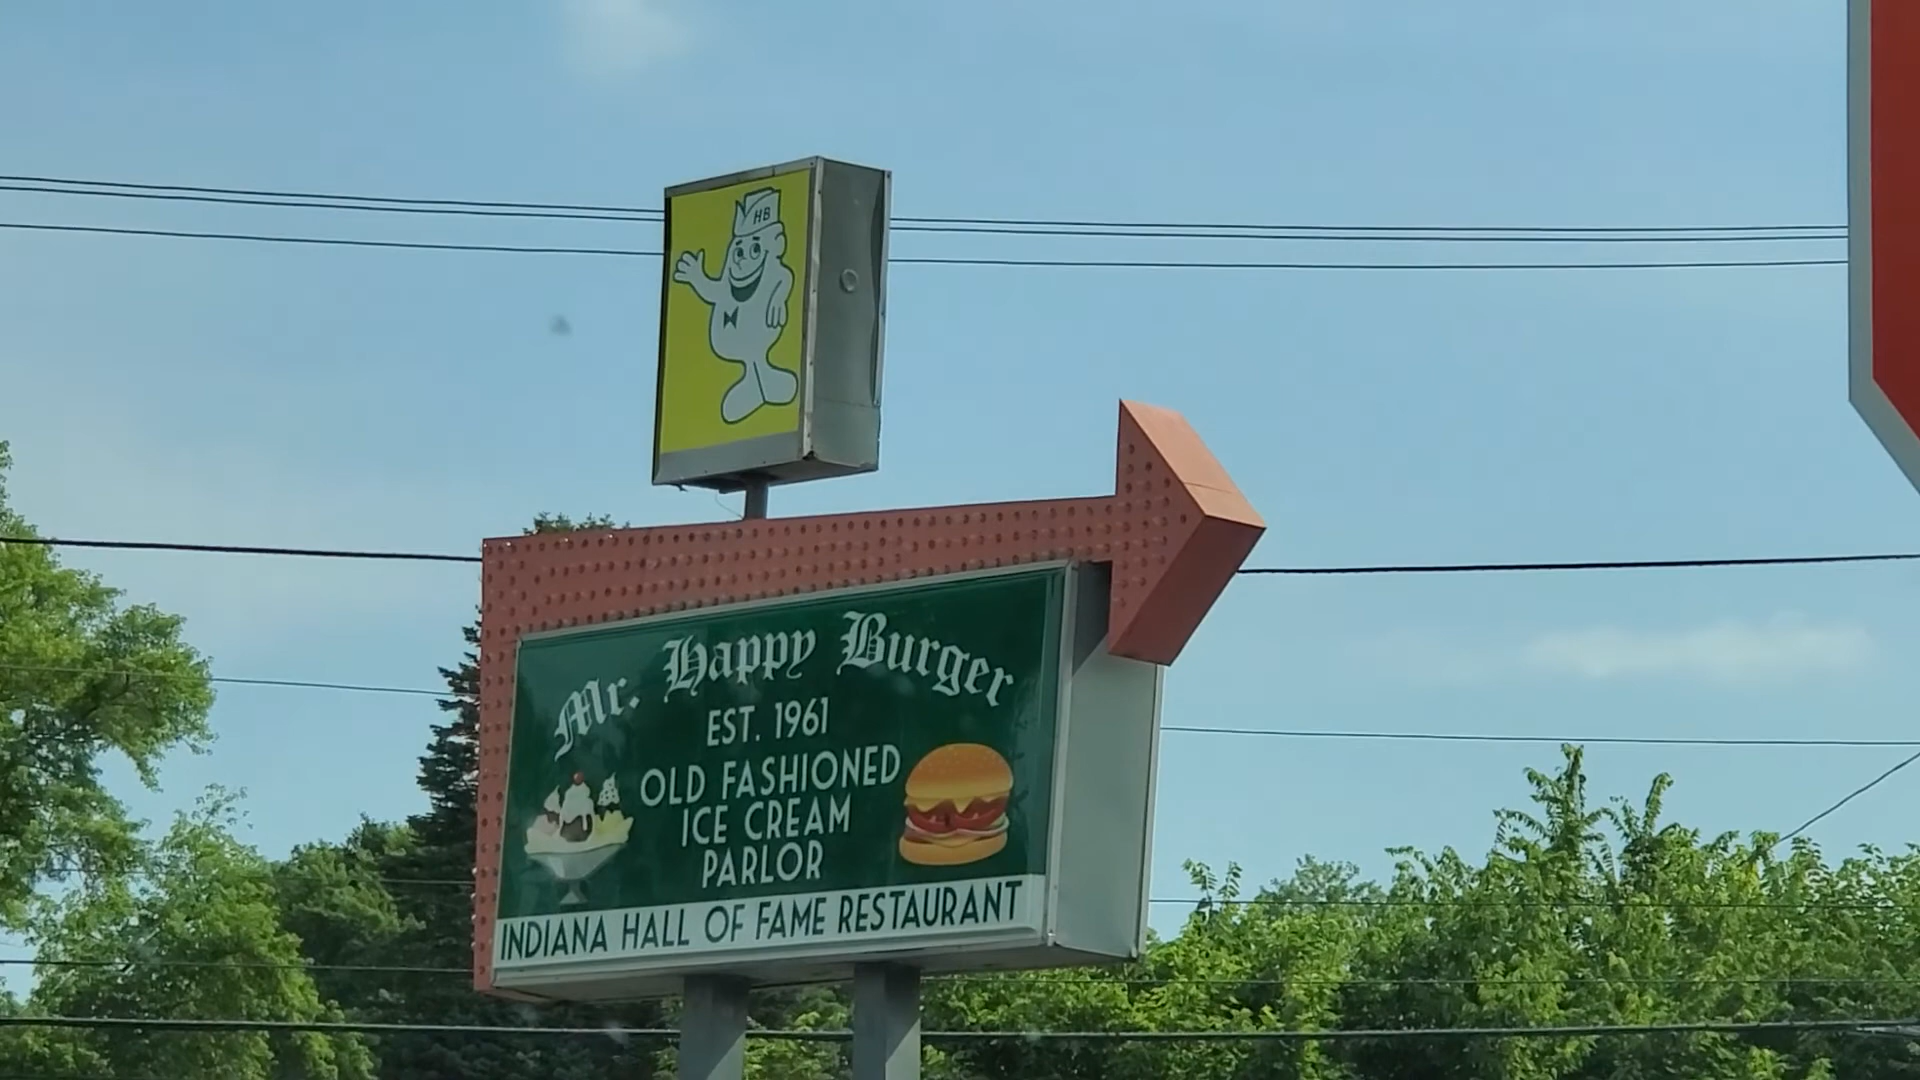 HB
Mr. Happy Burger
EST. 1961
OLD FASHIONED
ICE CREAM
PARLOR
INDIANA HALL OF FAME RESTAURANT